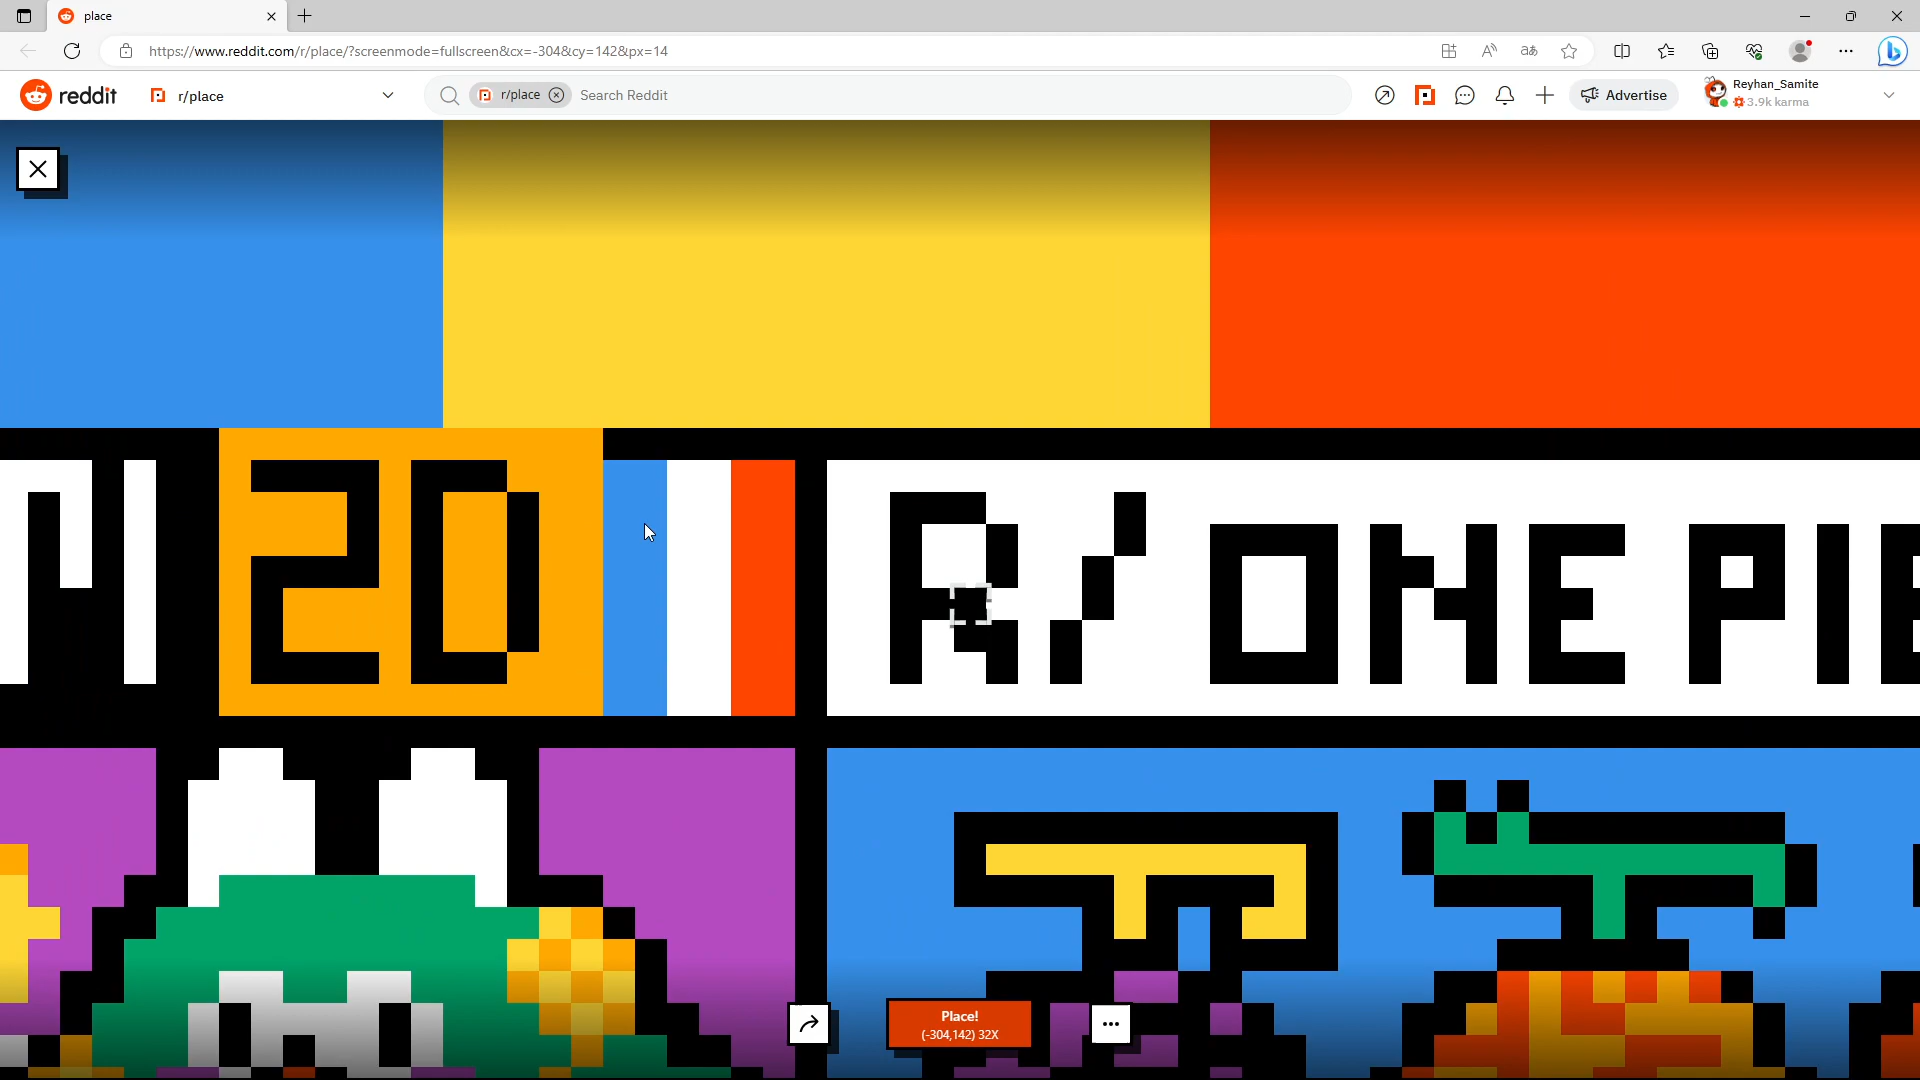 place
https://www.reddit.com/r/place/?screenmode=fullscreen&cx=-304&cy=142&px=14
reddit
r/place
r/place
Search Reddit
Advertise
Reyhan_Samite
3.9k karma
2D
R/ONE PIE
Place!
(-304,142) 32X